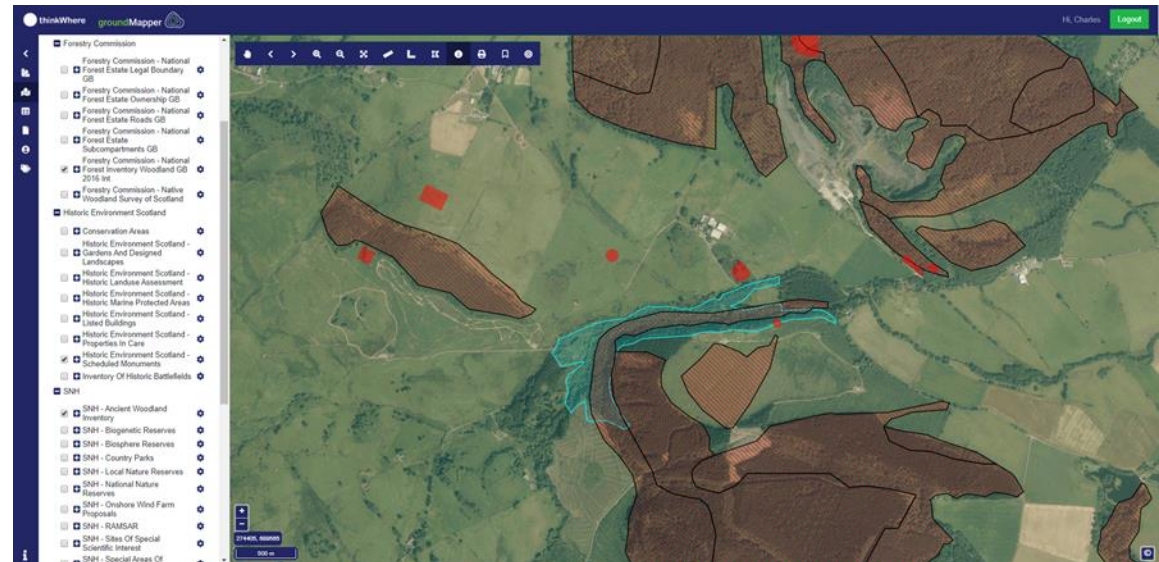 thinkWhere groundMapper
Hi, Charles Logout
Forestry Commission
Forestry Commission - National
Forest Estate Legal Boundary
GB
Forestry Commission - National
Forest Estate Ownership GB
Forestry Commission - National
Forest Estate Roads GB
Forestry Commission - National
Forest Estate
Subcompartments GB
Forestry Commission - National
Forest Inventory Woodland GB
2016 Int
Forestry Commission - Native
Woodland Survey of Scotland
Historic Environment Scotland
Conservation Areas
Historic Environment Scotland -
Gardens And Designed
Landscapes
Historic Environment Scotland -
Historic Landuse Assessment
Historic Environment Scotland -
Historic Marine Protected Areas
Historic Environment Scotland -
Listed Buildings
Historic Environment Scotland -
Properties In Care
Historic Environment Scotland -
Scheduled Monuments
Inventory Of Historic Battlefields
SNH
SNH - Ancient Woodland
Inventory
SNH - Biogenetic Reserves
SNH - Biosphere Reserves
SNH - Country Parks
SNH - Local Nature Reserves
SNH - National Nature
Reserves
SNH - Onshore Wind Farm
Proposals
SNH - RAMSAR
SNH - Sites Of Special
Scientific Interest
SNH - Special Areas Of
500 m